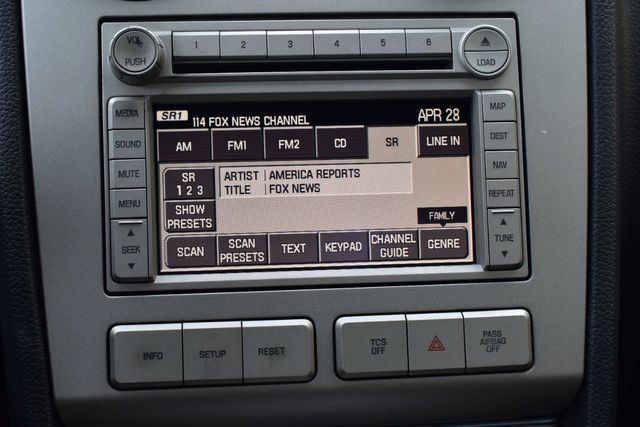 VOL
PUSH
1 2 3 4 5 6
LOAD
MEDIA
SOUND
MUTE
MENU
SEEK
SR1 114 FOX NEWS CHANNEL APR 28
AM FM1 FM2 CD SR LINE IN
SR
1 2 3
ARTIST AMERICA REPORTS
TITLE FOX NEWS
SHOW
PRESETS
FAMILY
SCAN
SCAN
PRESETS
TEXT
KEYPAD
CHANNEL
GUIDE
GENRE
MAP
DEST
NAV
REPEAT
TUNE
INFO SETUP RESET
TCS
OFF
PASS
AIRBAG
OFF